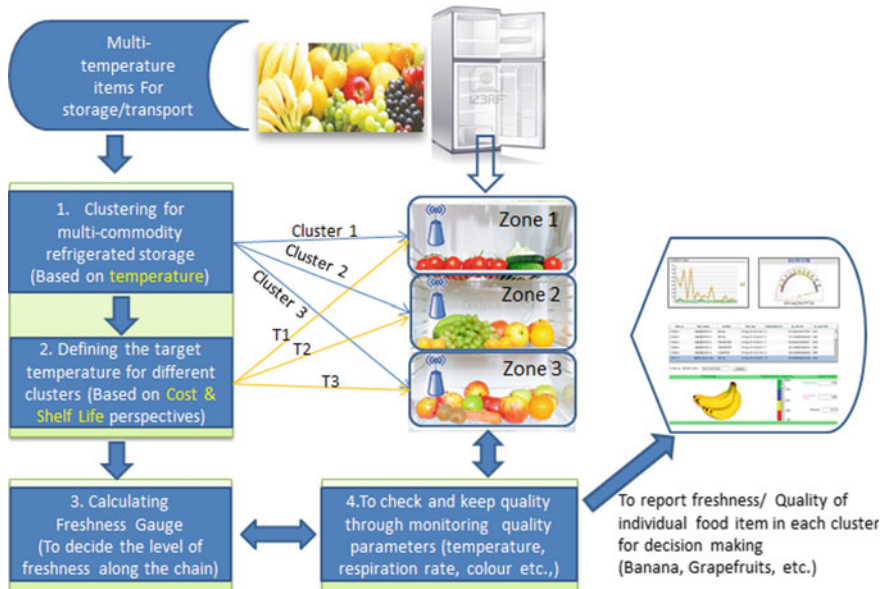 Multi-
temperature
items For
storage/transport
123RF
1. Clustering for
multi-commodity
refrigerated storage
(Based on temperature)
Cluster 1
Cluster 2
Cluster 3
Zone 1
Zone 2
Zone 3
T1
T2
T3
2. Defining the target
temperature for different
clusters (Based on Cost &
Shelf Life perspectives)
3. Calculating
Freshness Gauge
(To decide the level of
freshness along the chain)
4.To check and keep quality
through monitoring quality
parameters (temperature,
respiration rate, colour etc.,)
To report freshness/ Quality of
individual food item in each cluster
for decision making
(Banana, Grapefruits, etc.)